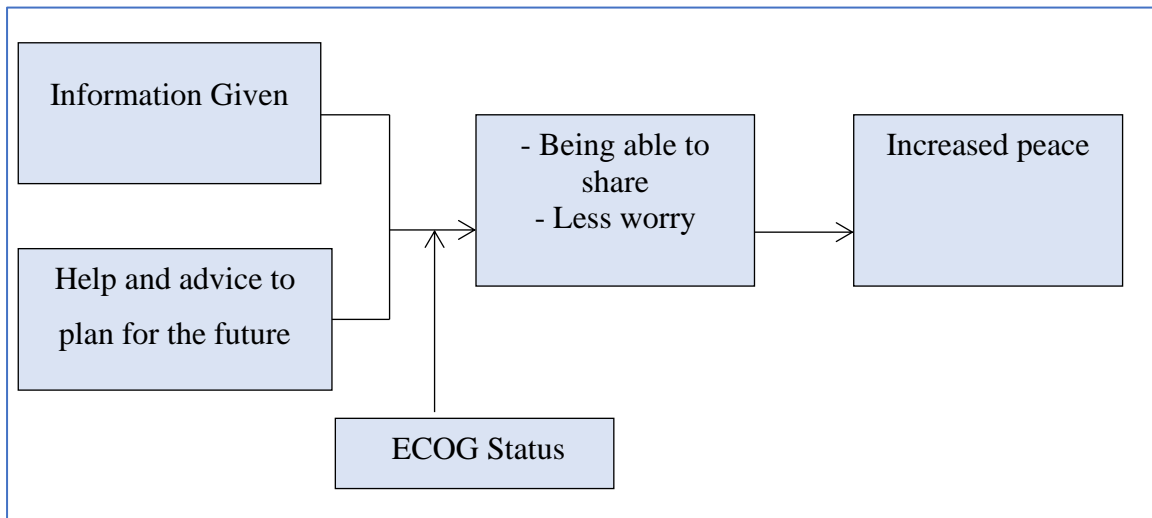 Information Given
Help and advice to
plan for the future
- Being able to
share
- Less worry
Increased peace
ECOG Status